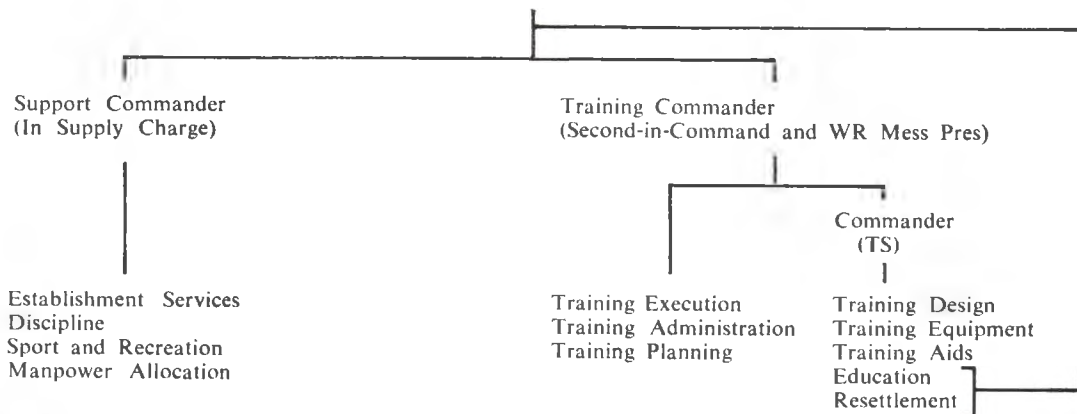 Support Commander
(In Supply Charge)
Training Commander
(Second-in-Command and WR Mess Pres)
Commander
(TS)
Establishment Services
Discipline
Sport and Recreation
Manpower Allocation
Training Execution
Training Administration
Training Planning
Training Design
Training Equipment
Training Aids
Education
Resettlement